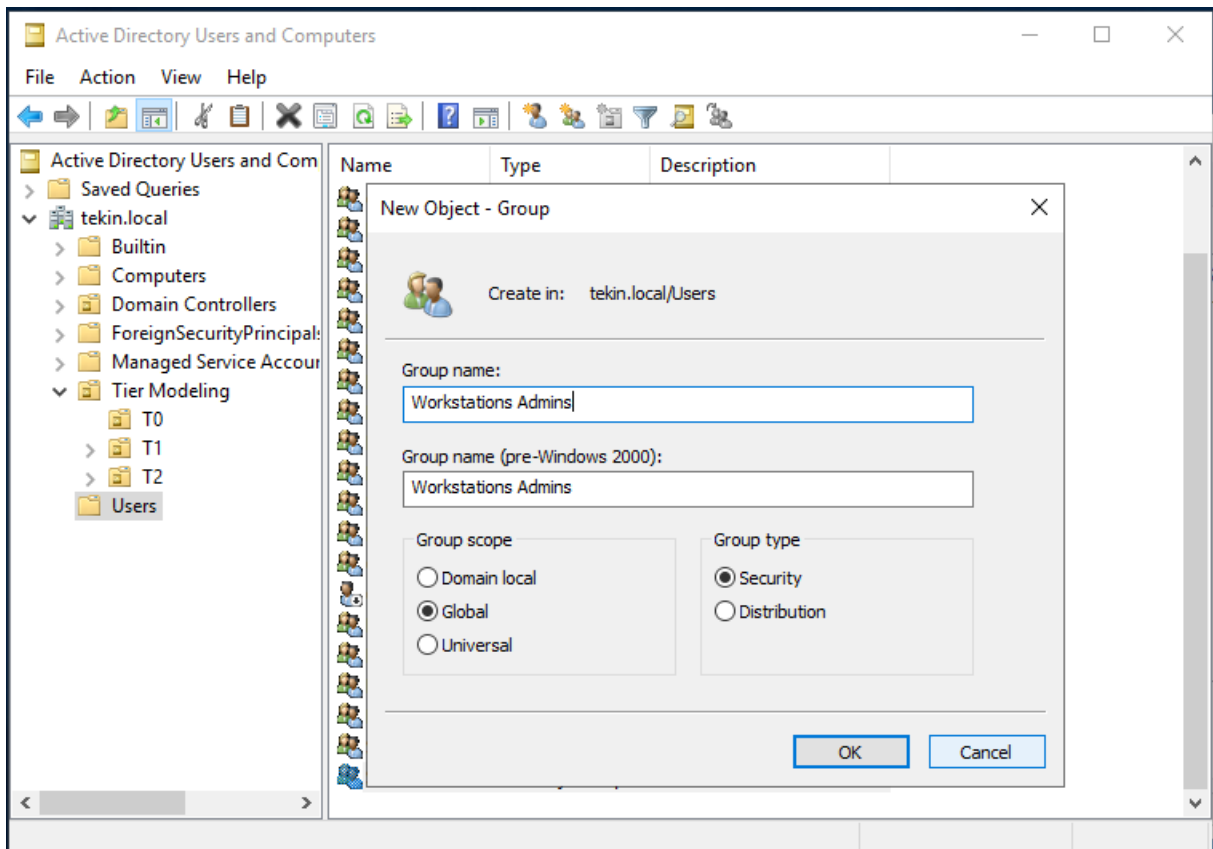 Active Directory Users and Computers
File Action View Help
Active Directory Users and Com
Saved Queries
tekin.local
Builtin
Computers
Domain Controllers
ForeignSecurityPrincipals
Managed Service Accour
Tier Modeling
T0
T1
T2
Users
Name Type Description
New Object - Group
Create in: tekin.local/Users
Group name:
Workstations Admins
Group name (pre-Windows 2000):
Workstations Admins
Group scope
Domain local
Global
Universal
Group type
Security
Distribution
OK Cancel